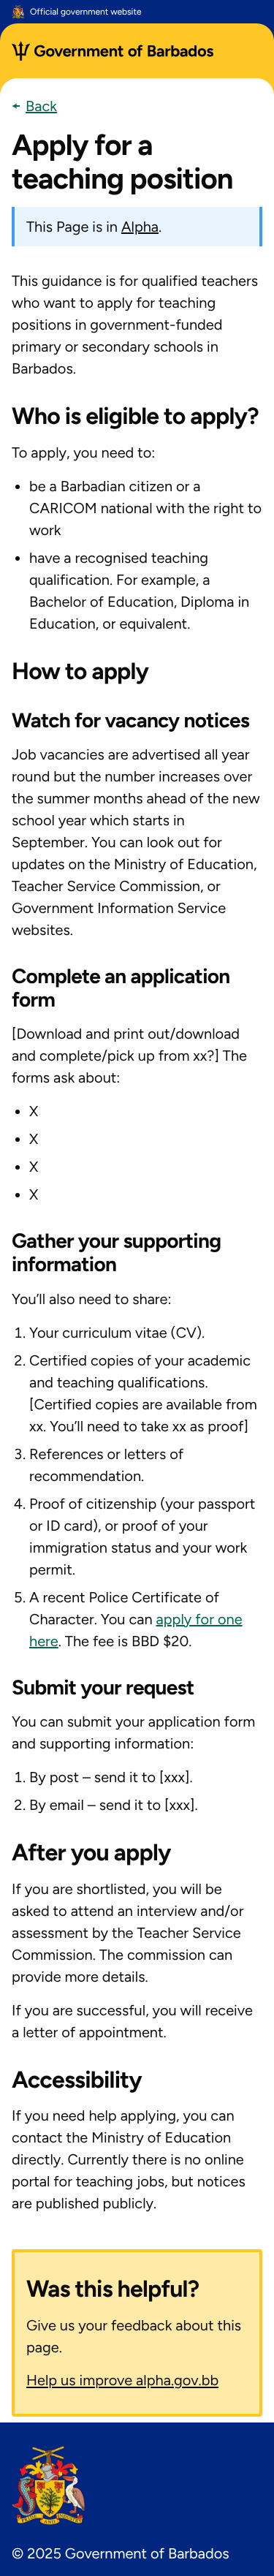 Official government website
Government of Barbados
← Back
Apply for a
teaching position
This Page is in Alpha.
This guidance is for qualified teachers
who want to apply for teaching
positions in government-funded
primary or secondary schools in
Barbados.
Who is eligible to apply?
To apply, you need to:
• be a Barbadian citizen or a
CARICOM national with the right to
work
• have a recognised teaching
qualification. For example, a
Bachelor of Education, Diploma in
Education, or equivalent.
How to apply
Watch for vacancy notices
Job vacancies are advertised all year
round but the number increases over
the summer months ahead of the new
school year which starts in
September. You can look out for
updates on the Ministry of Education,
Teacher Service Commission, or
Government Information Service
websites.
Complete an application
form
[Download and print out/download
and complete/pick up from xx?] The
forms ask about:
• X
• X
• X
• X
Gather your supporting
information
You’ll also need to share:
1. Your curriculum vitae (CV).
2. Certified copies of your academic
and teaching qualifications.
[Certified copies are available from
xx. You’ll need to take xx as proof]
3. References or letters of
recommendation.
4. Proof of citizenship (your passport
or ID card), or proof of your
immigration status and your work
permit.
5. A recent Police Certificate of
Character. You can apply for one
here. The fee is BBD $20.
Submit your request
You can submit your application form
and supporting information:
1. By post – send it to [xxx].
2. By email – send it to [xxx].
After you apply
If you are shortlisted, you will be
asked to attend an interview and/or
assessment by the Teacher Service
Commission. The commission can
provide more details.
If you are successful, you will receive
a letter of appointment.
Accessibility
If you need help applying, you can
contact the Ministry of Education
directly. Currently there is no online
portal for teaching jobs, but notices
are published publicly.
Was this helpful?
Give us your feedback about this
page.
Help us improve alpha.gov.bb
PRIDE AND INDUSTRY
© 2025 Government of Barbados